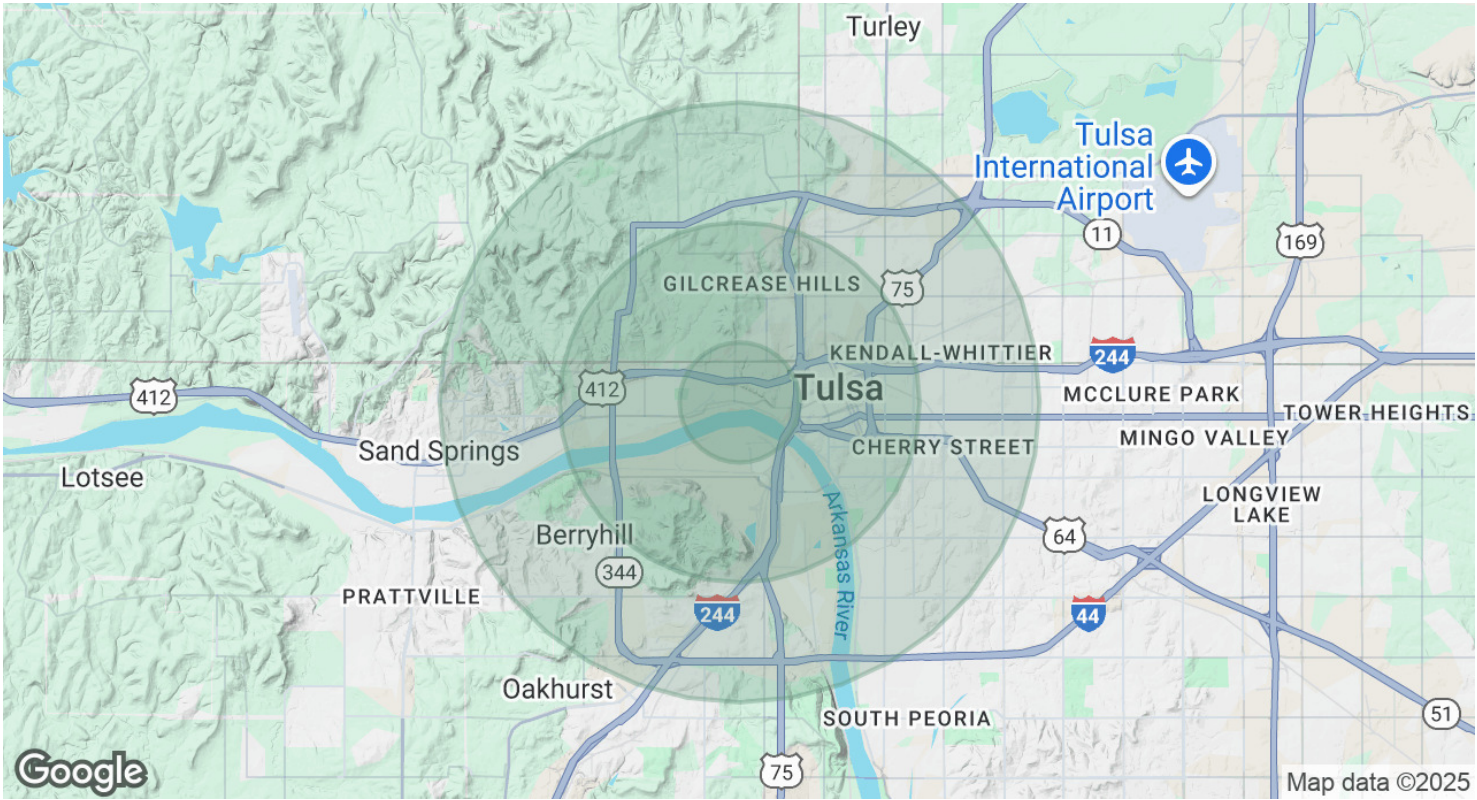 Turley
Tulsa
International
Airport
11
169
GILCREASE HILLS
75
KENDALL-WHITTIER
244
412
412
Tulsa
MCCLURE PARK
TOWER HEIGHTS
MINGO VALLEY
Sand Springs
CHERRY STREET
Lotsee
LONGVIEW
LAKE
Arkansas River
Berryhill
64
344
PRATTVILLE
244
44
Oakhurst
SOUTH PEORIA
51
75
Google
Map data ©2025